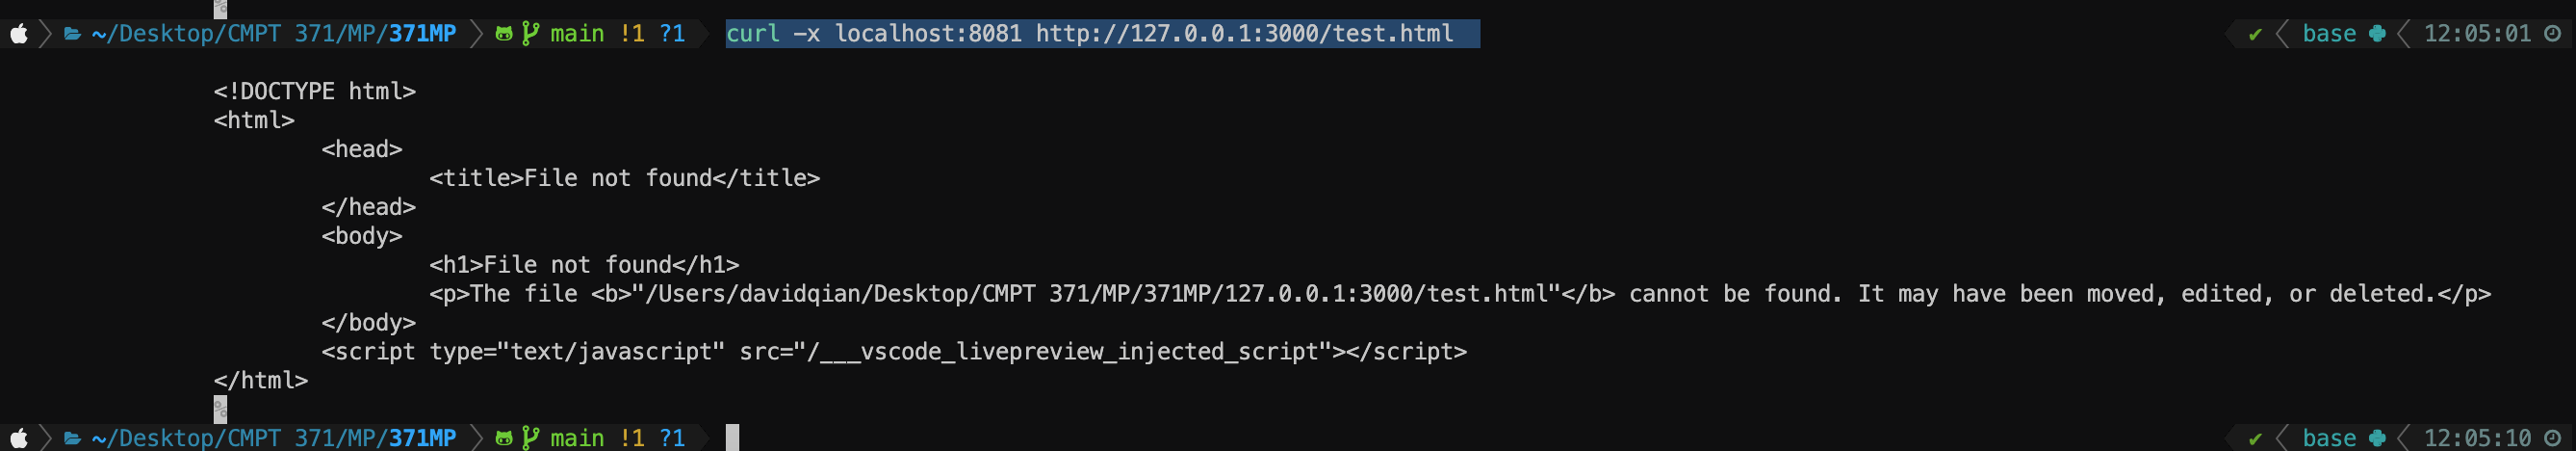 %
~/Desktop/CMPT 371/MP/371MP main !1 ?1 curl -x localhost:8081 http://127.0.0.1:3000/test.html ✔ base 12:05:01
<!DOCTYPE html>
<html>
<head>
<title>File not found</title>
</head>
<body>
<h1>File not found</h1>
<p>The file <b>"/Users/davidqian/Desktop/CMPT 371/MP/371MP/127.0.0.1:3000/test.html"</b> cannot be found. It may have been moved, edited, or deleted.</p>
</body>
<script type="text/javascript" src="/___vscode_livepreview_injected_script"></script>
</html>
%
~/Desktop/CMPT 371/MP/371MP main !1 ?1 ✔ base 12:05:10